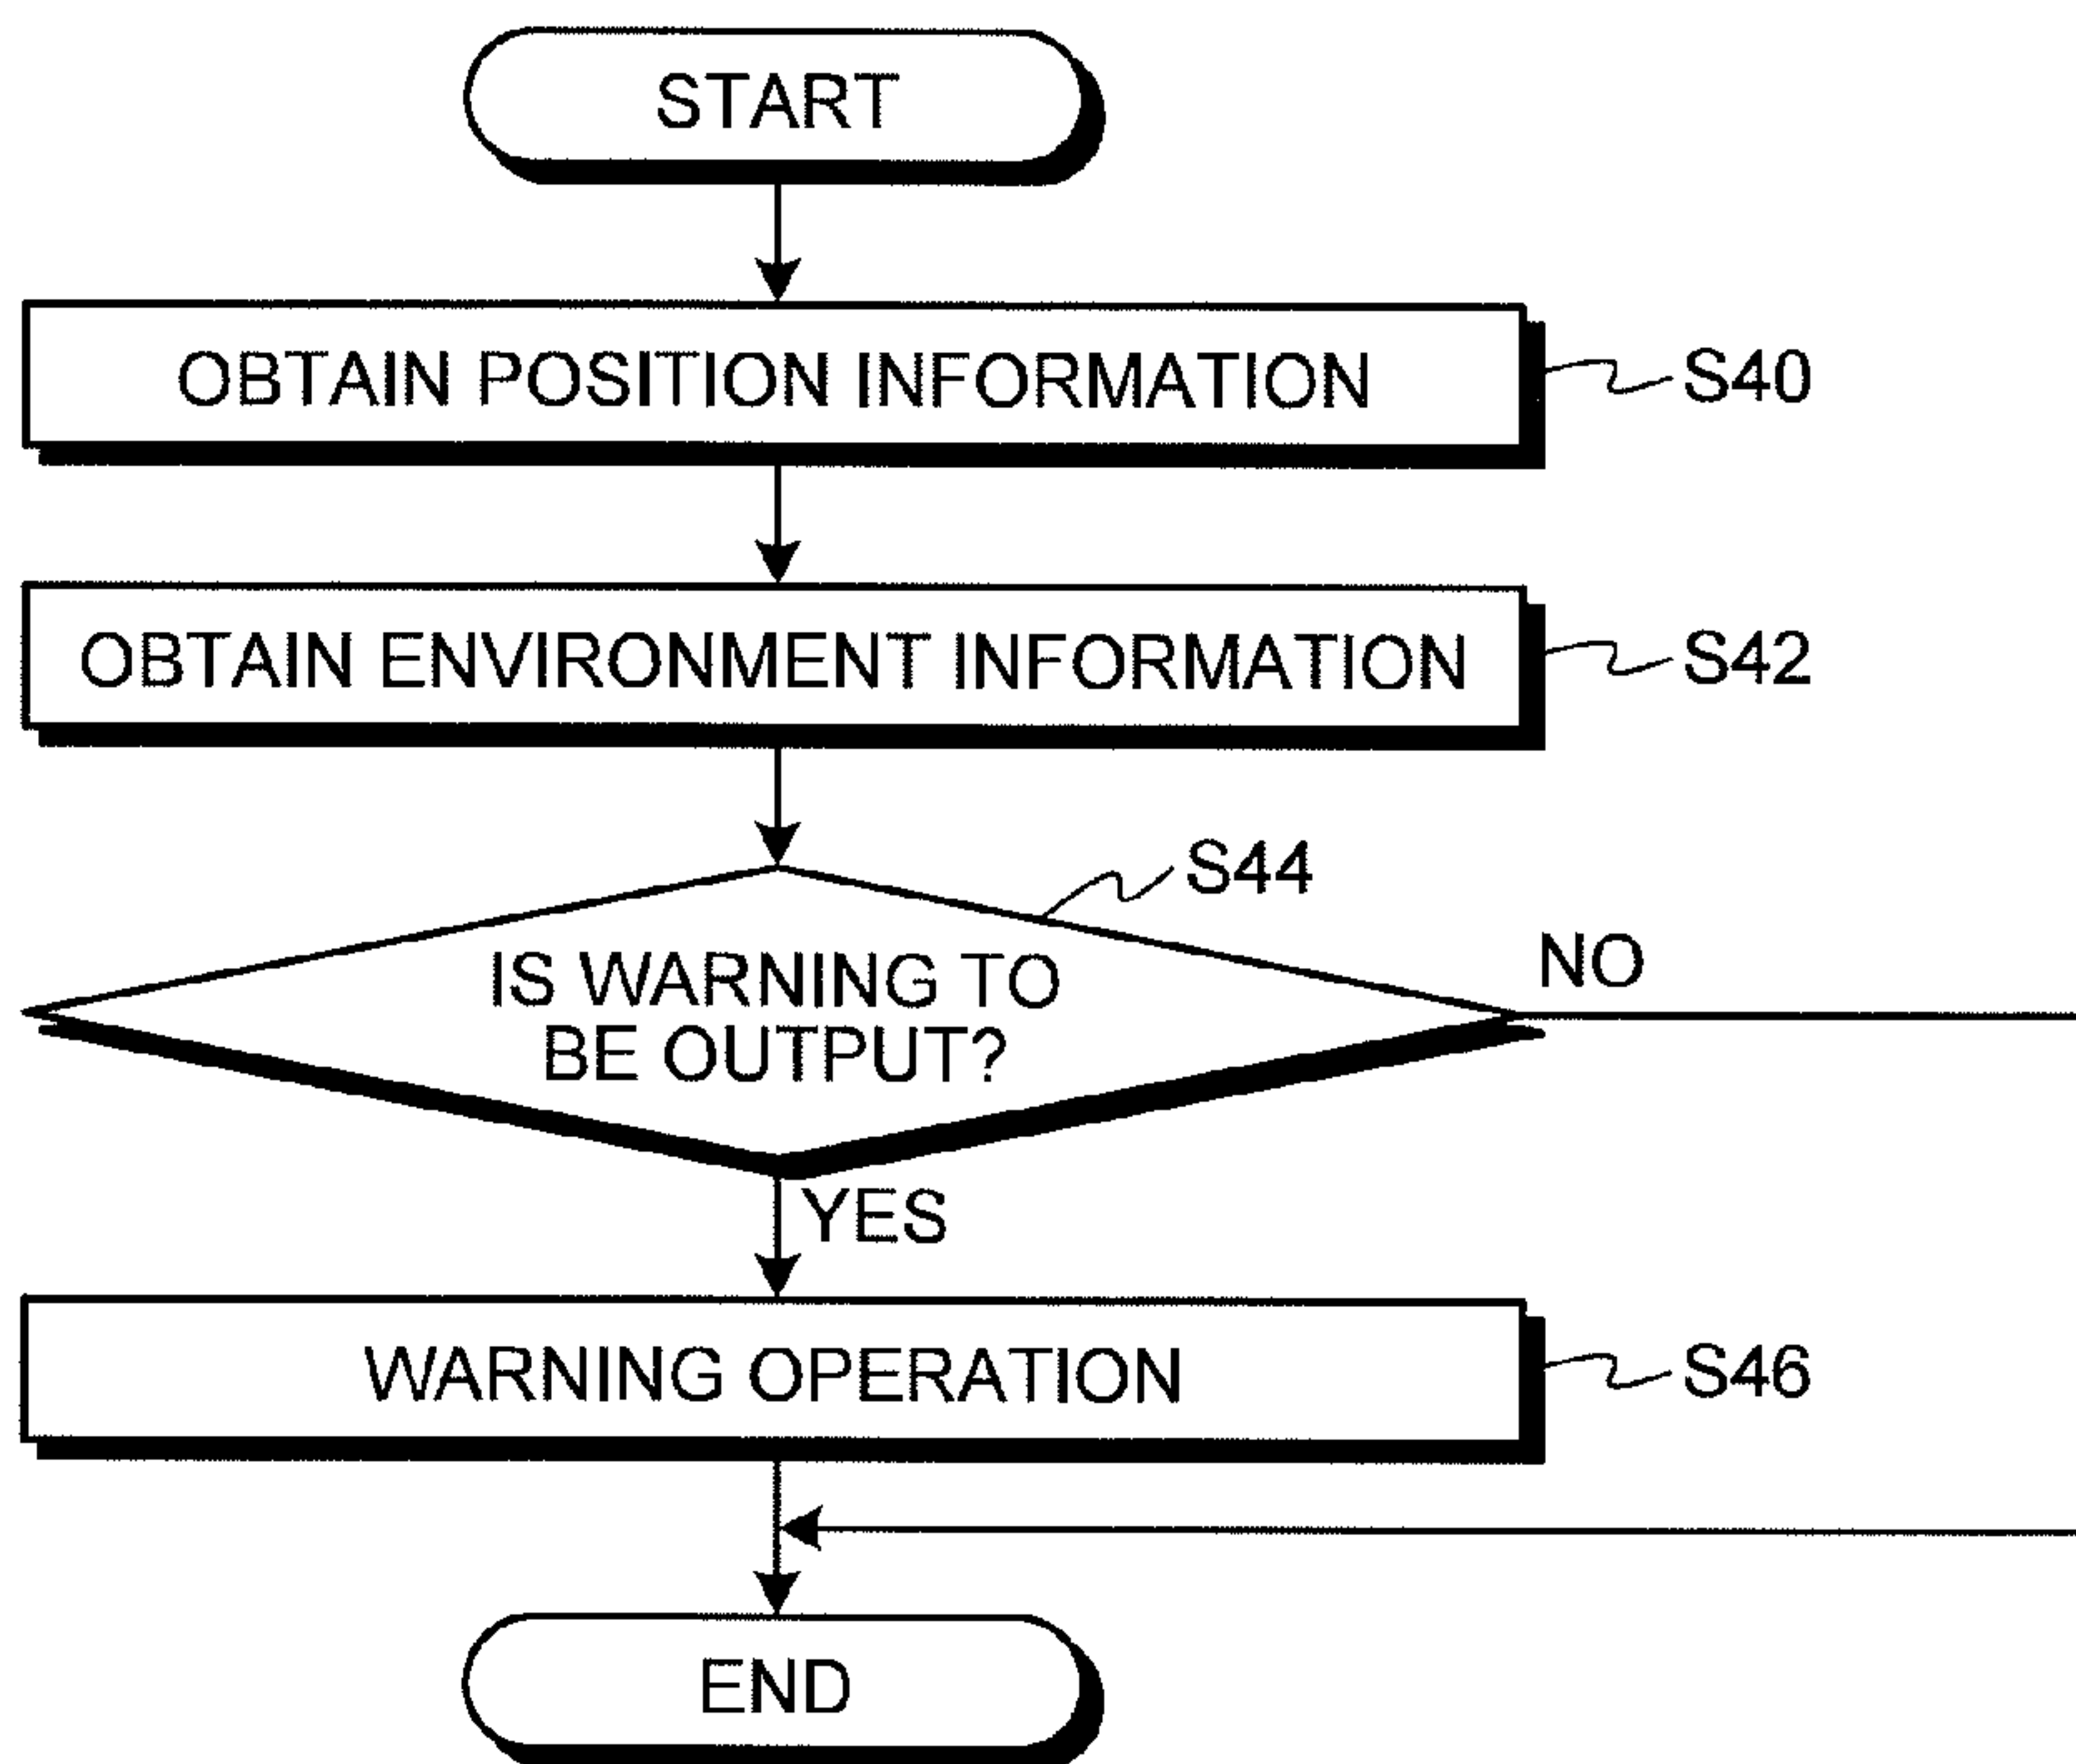 START
OBTAIN POSITION INFORMATION
S40
OBTAIN ENVIRONMENT INFORMATION
S42
S44
IS WARNING TO
BE OUTPUT?
NO
YES
WARNING OPERATION
S46
END